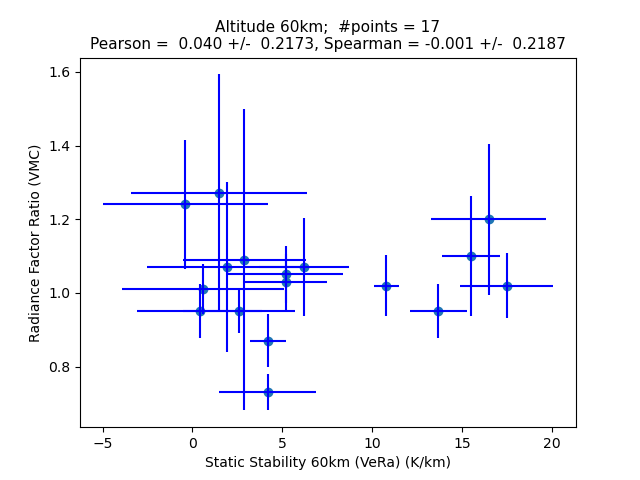 Altitude 60km;  #points = 17
Pearson =  0.040 +/-  0.2173, Spearman = -0.001 +/-  0.2187
1.6
1.4
1.2
1.0
0.8
Radiance Factor Ratio (VMC)
−5
0
5
10
15
20
Static Stability 60km (VeRa) (K/km)